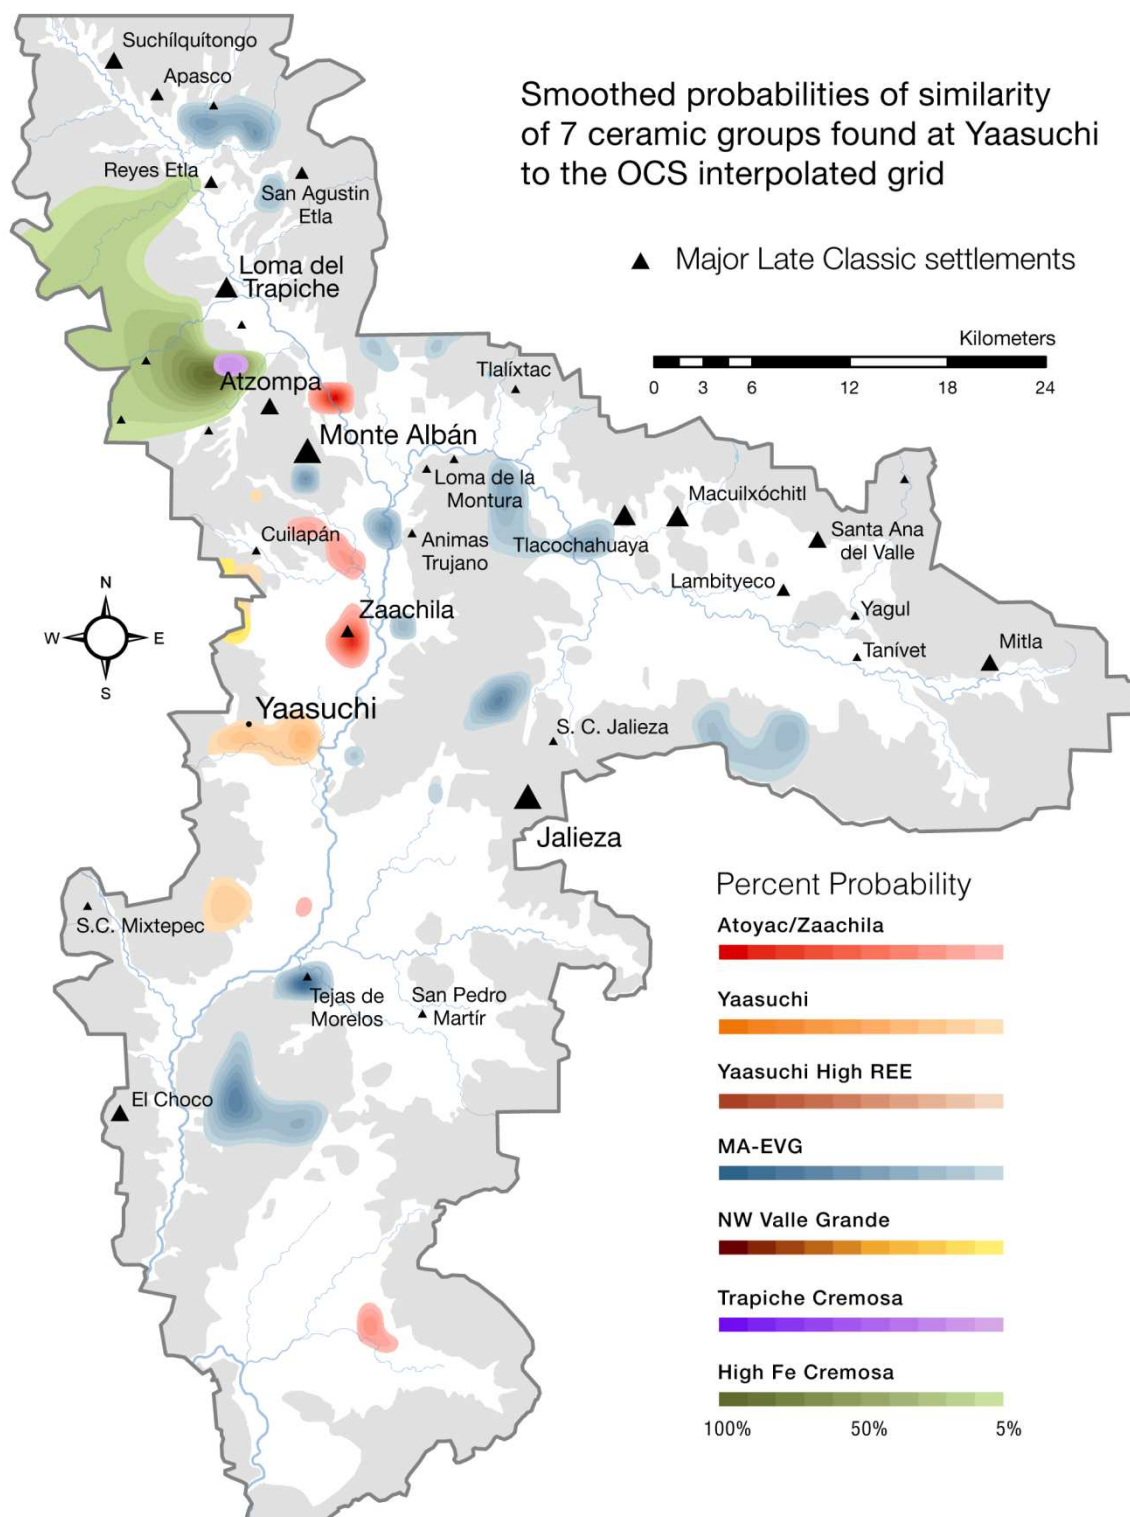 Suchílquítongo
Apasco
Reyes Etla
San Agustin
Etla
Smoothed probabilities of similarity
of 7 ceramic groups found at Yaasuchi
to the OCS interpolated grid
Major Late Classic settlements
Kilometers
0 3 6 12 18 24
Loma del
Trapiche
Atzompa
Tlalíxtac
Monte Albán
Loma de la
Montura
Macuilxóchitl
Cuilapán
Animas
Trujano
Tlacochahuaya
Santa Ana
del Valle
Lambityeco
Yagul
Tanívet
Mitla
N
W E
S
Zaachila
Yaasuchi
S. C. Jalieza
Jalieza
S.C. Mixtepec
Tejas de
Morelos
San Pedro
Martír
El Choco
Percent Probability
Atoyac/Zaachila
Yaasuchi
Yaasuchi High REE
MA-EVG
NW Valle Grande
Trapiche Cremosa
High Fe Cremosa
100% 50% 5%